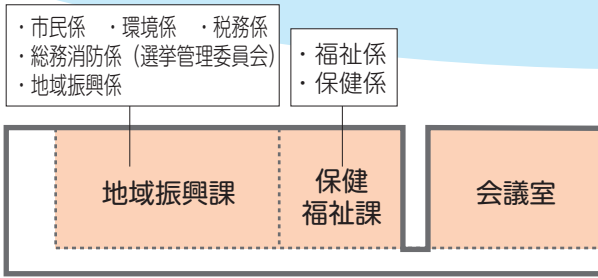 ・市民係　・環境係　・税務係
・総務消防係（選挙管理委員会）
・地域振興係
・福祉係
・保健係
地域振興課
保健
福祉課
会議室